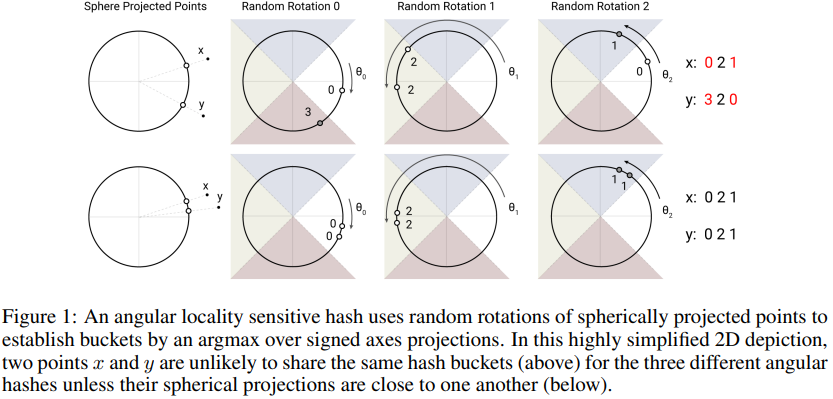 Sphere Projected Points Random Rotation 0 Random Rotation 1 Random Rotation 2
x
y
θ0
0
3
θ1
2
2
θ2
1
0
x: 0 2 1
y: 3 2 0
x
y
θ0
0
0
θ1
2
2
θ2
1
1
x: 0 2 1
y: 0 2 1
Figure 1: An angular locality sensitive hash uses random rotations of spherically projected points to
establish buckets by an argmax over signed axes projections. In this highly simplified 2D depiction,
two points x and y are unlikely to share the same hash buckets (above) for the three different angular
hashes unless their spherical projections are close to one another (below).